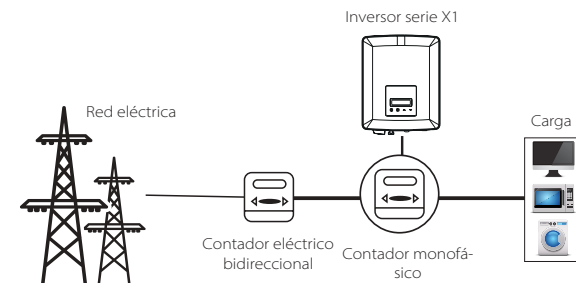 Inversor serie X1
Red eléctrica
Carga
Contador eléctrico
bidireccional
Contador monofá-
sico